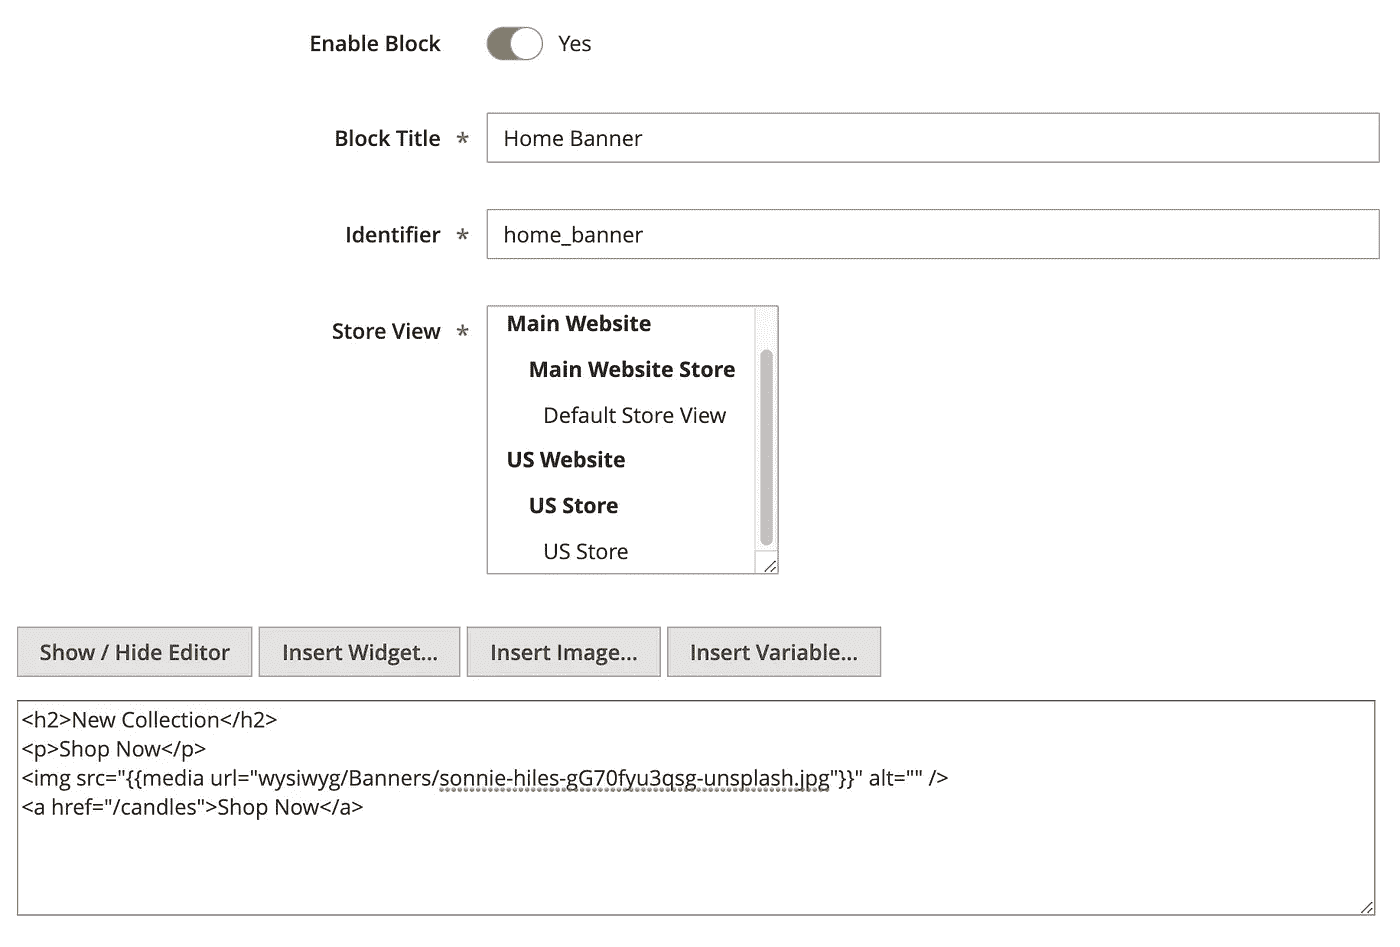 Enable Block Yes
Block Title * Home Banner
Identifier * home_banner
Store View *
Main Website
Main Website Store
Default Store View
US Website
US Store
US Store
Show / Hide Editor Insert Widget... Insert Image... Insert Variable...
<h2>New Collection</h2>
<p>Shop Now</p>
<img src="{{media url="wysiwyg/Banners/sonnie-hiles-gG70fyu3qsg-unsplash.jpg"}}" alt="" />
<a href="/candles">Shop Now</a>